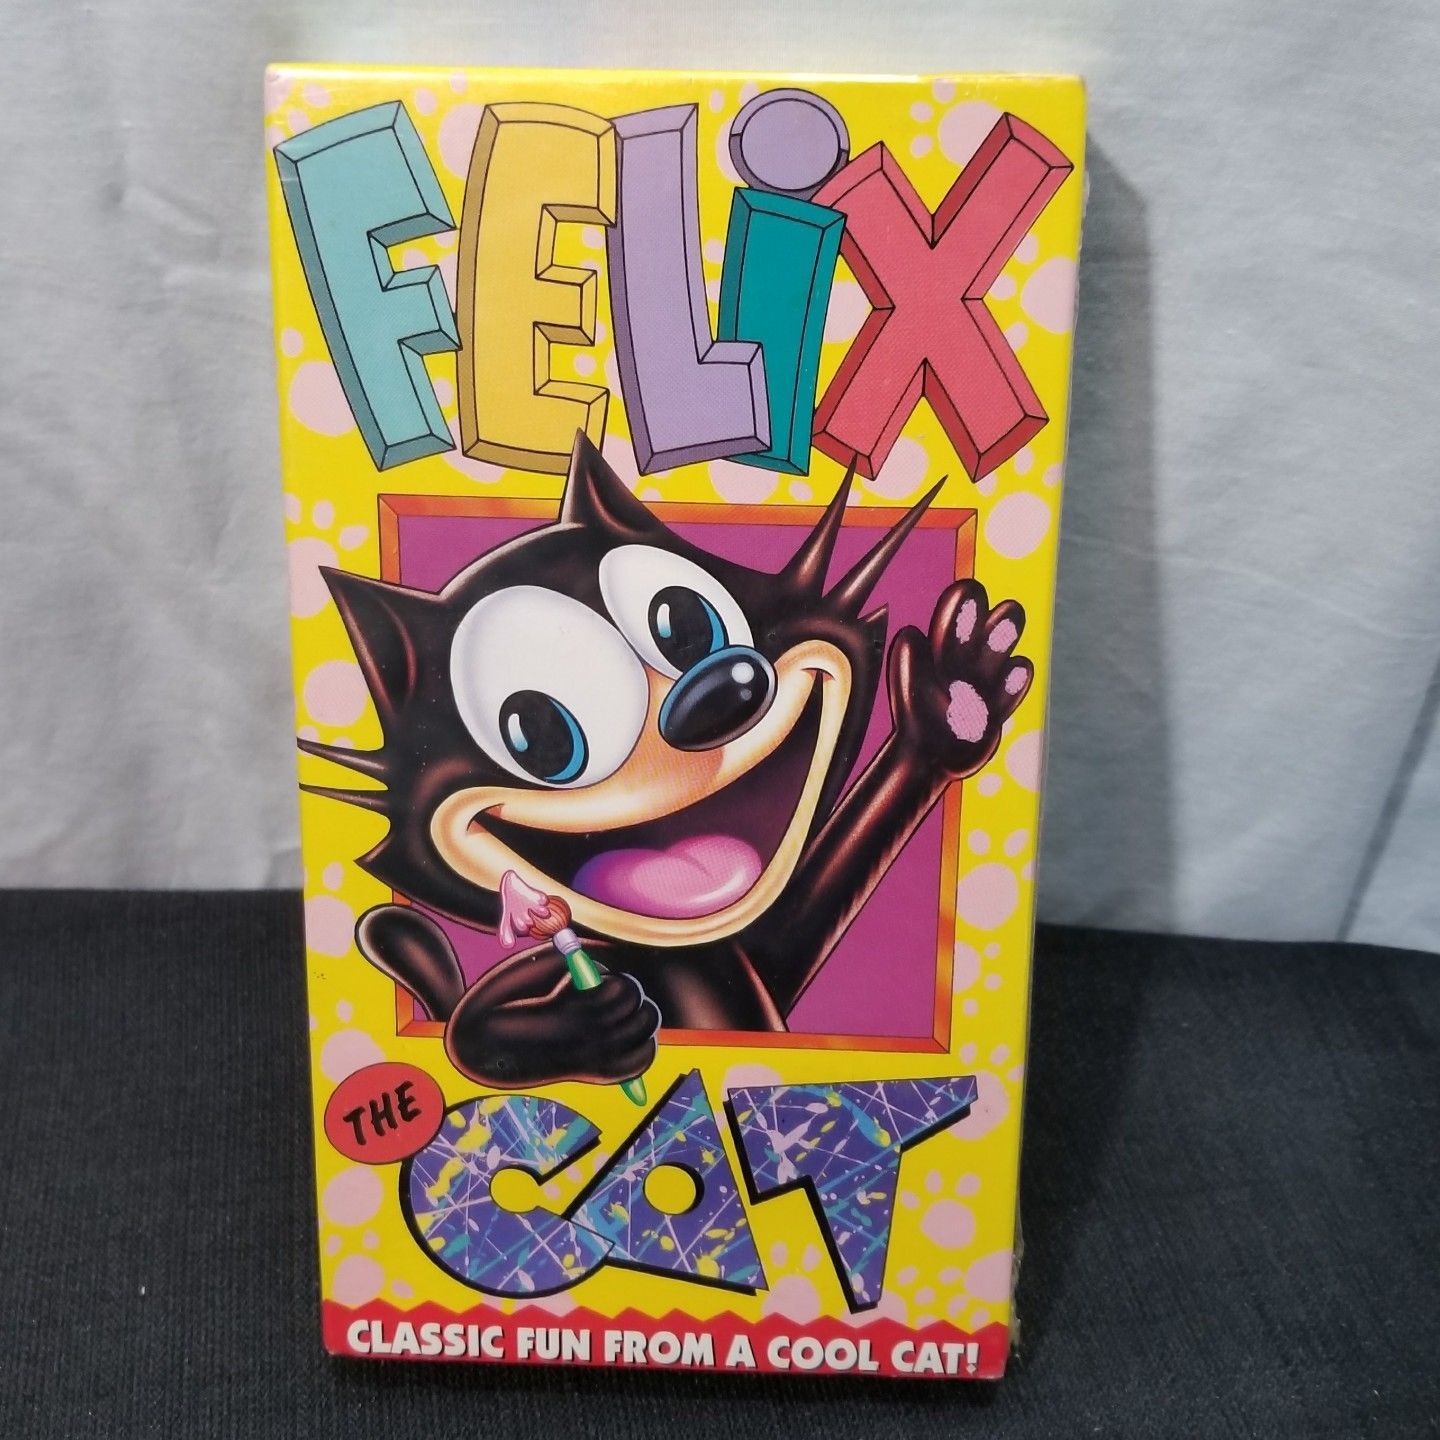 FELiX
THE
CAT
CLASSIC FUN FROM A COOL CAT!